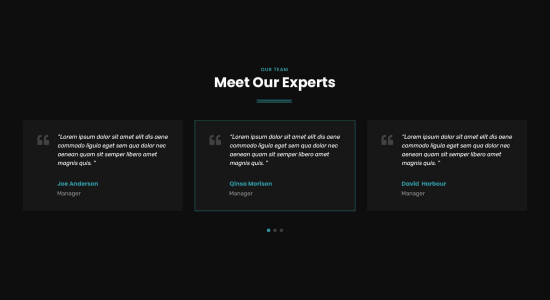 OUR TEAM
Meet Our Experts
"Lorem ipsum dolor sit amet elit dis aene
commodo ligula eget sem qua dolor nec
aenean quam sit semper libero amet
magnis quis. "
Joe Anderson
Manager
"Lorem ipsum dolor sit amet elit dis aene
commodo ligula eget sem qua dolor nec
aenean quam sit semper libero amet
magnis quis. "
Qinsa Morison
Manager
"Lorem ipsum dolor sit amet elit dis aene
commodo ligula eget sem qua dolor nec
aenean quam sit semper libero amet
magnis quis. "
David Harbour
Manager